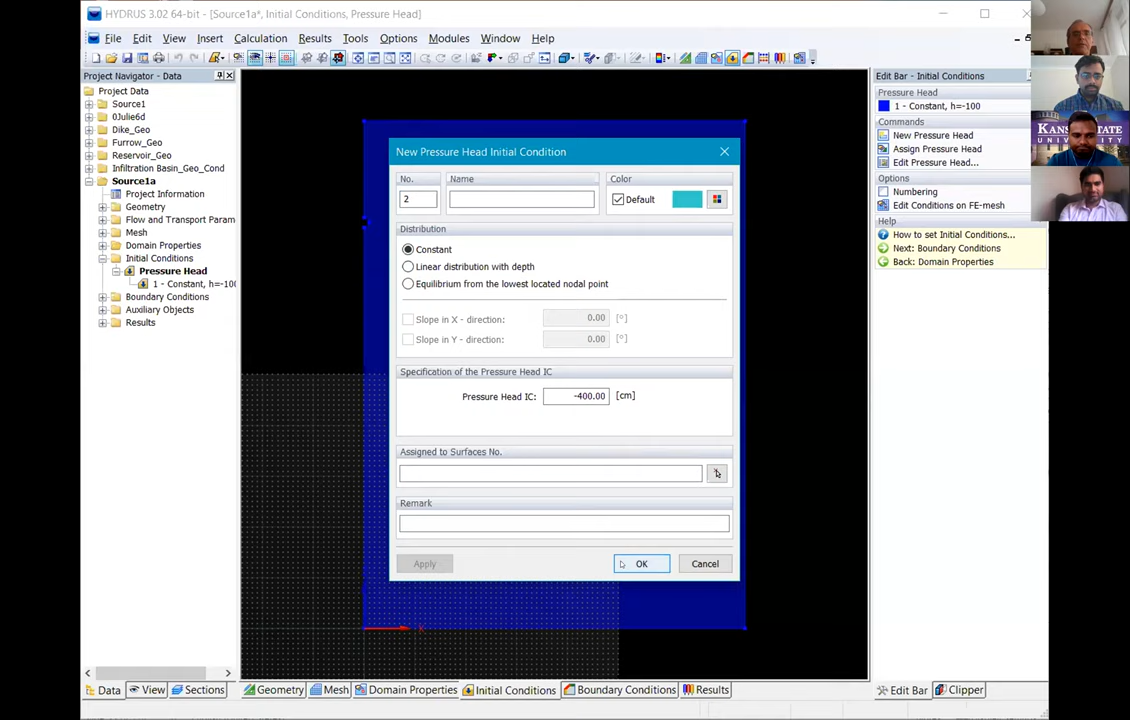 HYDRUS 3.02 64-bit - [Source1a*, Initial Conditions, Pressure Head]
File Edit View Insert Calculation Results Tools Options Modules Window Help
Project Navigator - Data
Project Data
Source1
0Julie6d
Dike_Geo
Furrow_Geo
Reservoir_Geo
Infiltration Basin_Geo_Cond
Source1a
Project Information
Geometry
Flow and Transport Param
Mesh
Domain Properties
Initial Conditions
Pressure Head
1 - Constant, h=-100
Boundary Conditions
Auxiliary Objects
Results
New Pressure Head Initial Condition
No.
Name
Color
2
Default
Distribution
Constant
Linear distribution with depth
Equilibrium from the lowest located nodal point
Slope in X - direction: 0.00 [°]
Slope in Y - direction: 0.00 [°]
Specification of the Pressure Head IC
Pressure Head IC: -400.00 [cm]
Assigned to Surfaces No.
Remark
Apply
OK
Cancel
X
Edit Bar - Initial Conditions
Pressure Head
1 - Constant, h=-100
Commands
New Pressure Head
Assign Pressure Head
Edit Pressure Head...
Options
Numbering
Edit Conditions on FE-mesh
Help
How to set Initial Conditions...
Next: Boundary Conditions
Back: Domain Properties
Data View Sections
Geometry Mesh Domain Properties Initial Conditions Boundary Conditions Results
Edit Bar Clipper